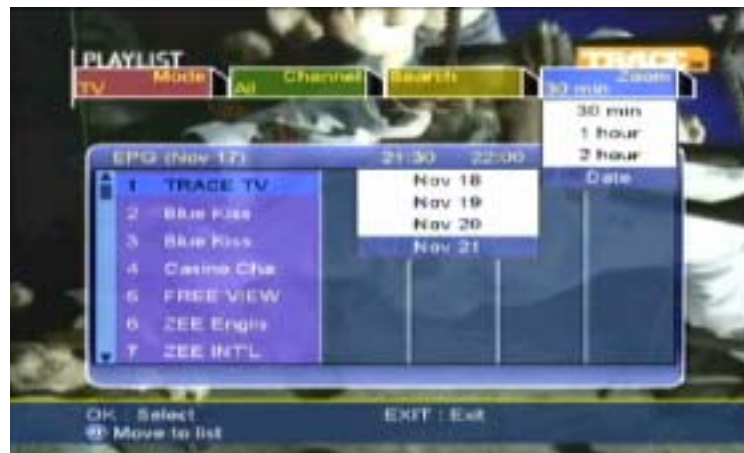 PLAYLIST
TRACE
Mode Channel Search Zoom
TV All 30 min
30 min
1 hour
2 hour
Date
EPG (Nov 17) 21:30 22:00
Nov 18
Nov 19
Nov 20
Nov 21
1 TRACE TV
2 Blue Kiss
3 Blue Kiss
4 Casino Cha
5 FREE VIEW
6 ZEE Englis
7 ZEE INT'L
OK : Select EXIT : Exit
Move to list